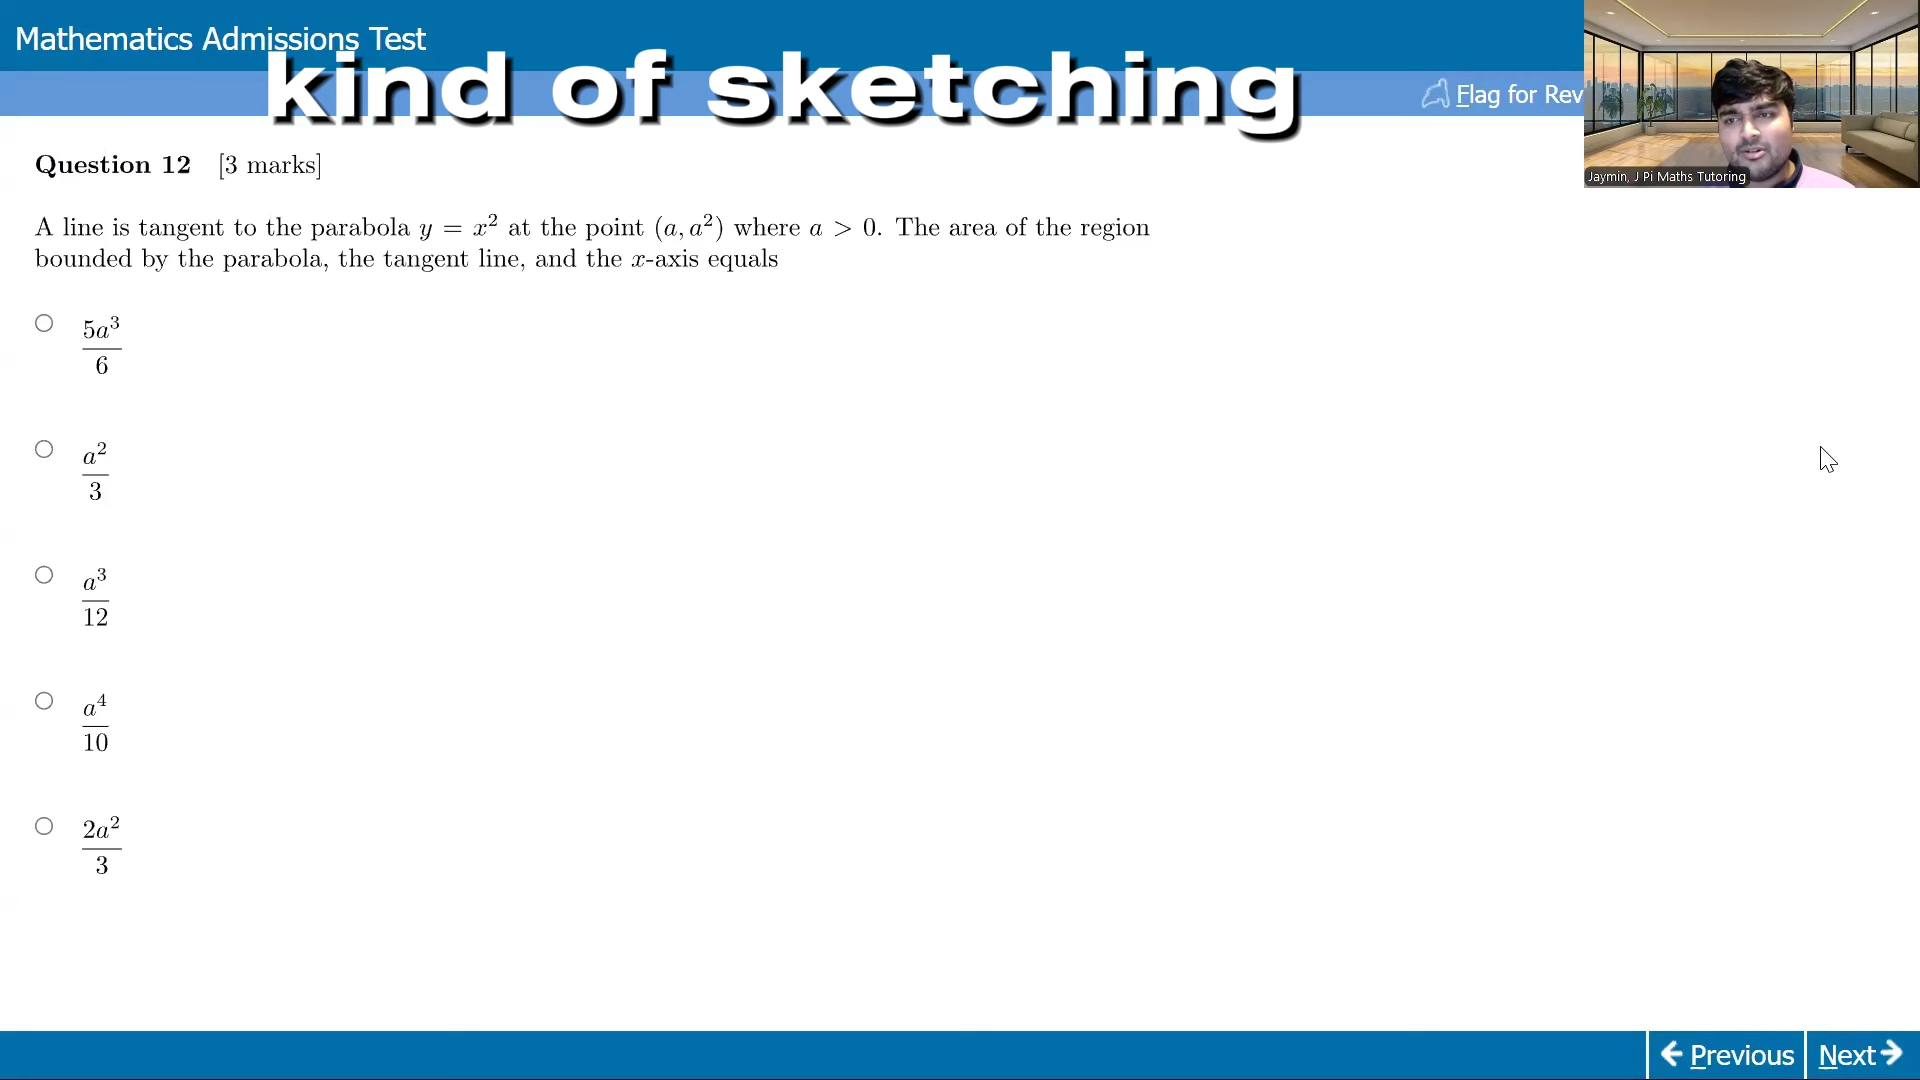 Mathematics Admissions Test
kind of sketching
Flag for Rev
Jaymin, J Pi Maths Tutoring
Question 12 [3 marks]
A line is tangent to the parabola y = x² at the point (a, a²) where a > 0. The area of the region
bounded by the parabola, the tangent line, and the x-axis equals
5a³
6
a²
3
a³
12
a⁴
10
2a²
3
Previous
Next